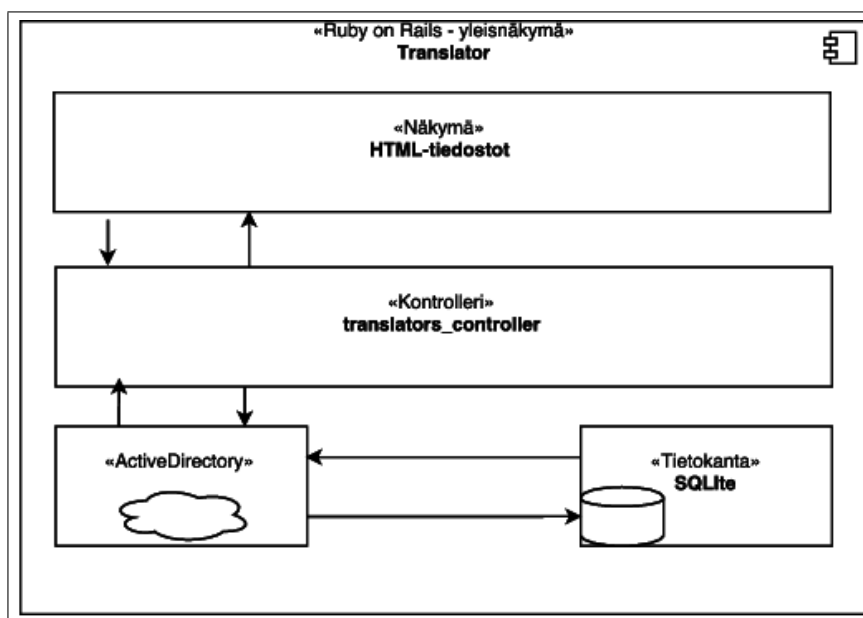 «Ruby on Rails - yleisnäkymä»
Translator
«Näkymä»
HTML-tiedostot
«Kontrolleri»
translators_controller
«ActiveDirectory»
«Tietokanta»
SQLite